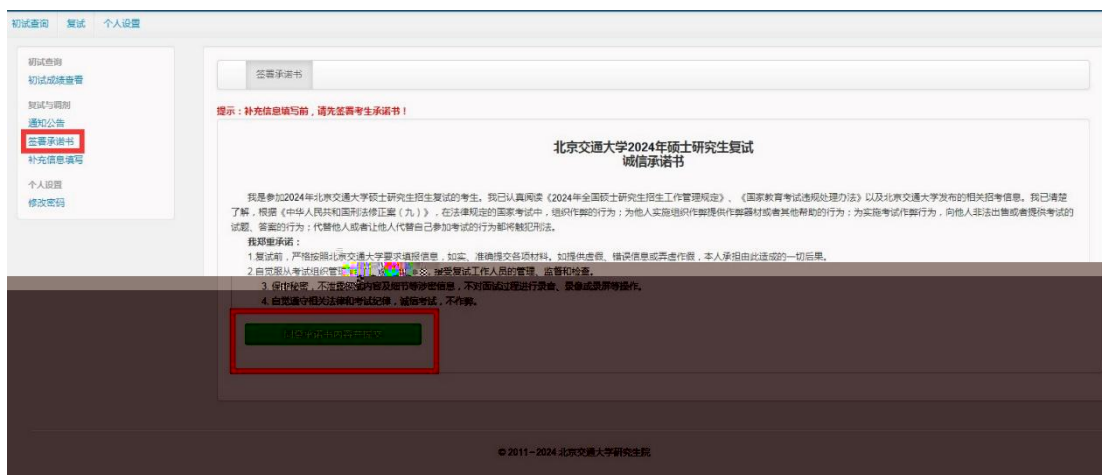 初试查询 复试 个人设置
初试查询
初试成绩查看
复试与调剂
通知公告
签署承诺书
补充信息填写
个人设置
修改密码
签署承诺书
提示：补充信息填写前，请先签署考生承诺书！
北京交通大学2024年硕士研究生复试
诚信承诺书
我是参加2024年北京交通大学硕士研究生招生复试的考生。我已认真阅读《2024年全国硕士研究生招生工作管理规定》、《国家教育考试违规处理办法》以及北京交通大学发布的相关招考信息。我已清楚
了解，根据《中华人民共和国刑法修正案（九）》，在法律规定的国家考试中，组织作弊的行为；为他人实施组织作弊提供作弊器材或者其他帮助的行为；为实施考试作弊行为，向他人非法出售或者提供考试的
试题、答案的行为；代替他人或者让他人代替自己参加考试的行为都将触犯刑法。
我郑重承诺：
1.复试前，严格按照北京交通大学要求填报信息，如实、准确提交各项材料。如提供虚假、错误信息或弄虚作假，本人承担由此造成的一切后果。
2.自觉服从考试组织管理 接受复试工作人员的管理、监督和检查。
3. 保守秘密，不泄露 内容及细节等涉密信息，不对面试过程进行录音、录像或录屏等操作。
4. 自觉遵守相关法律和考试纪律，诚信考试，不作弊。
© 2011-2024 北京交通大学研究生院